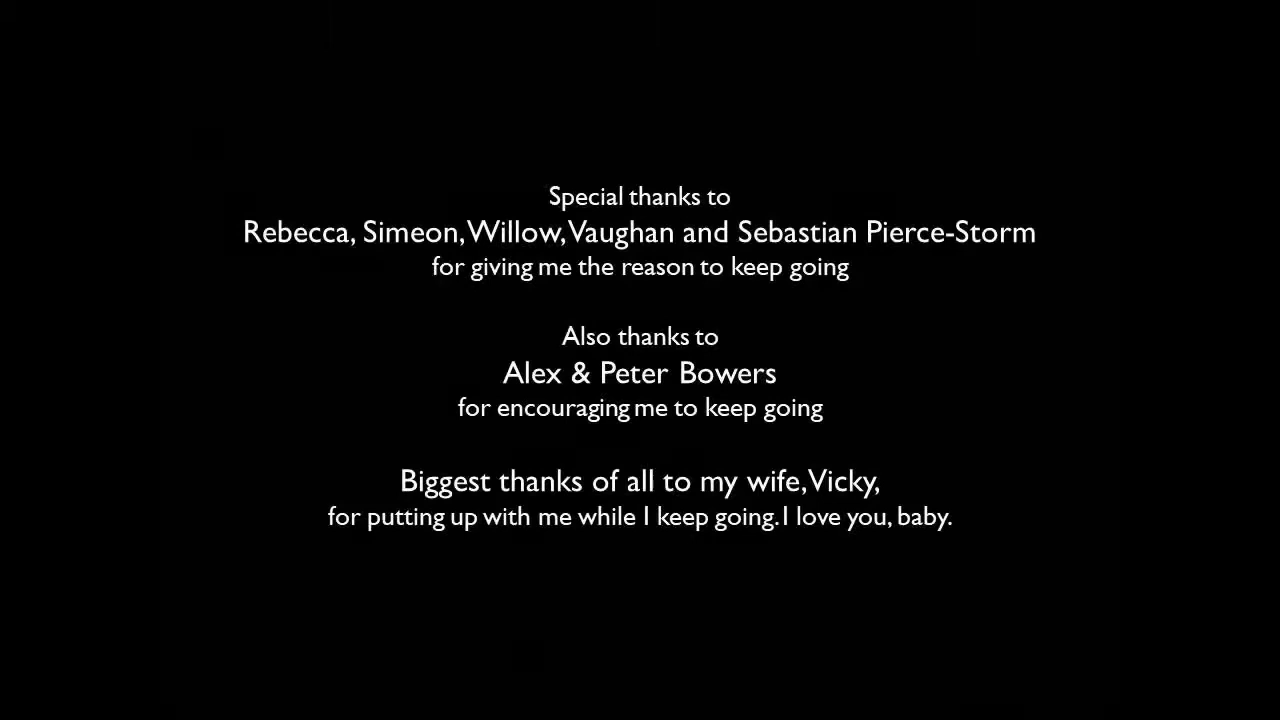 Special thanks to
Rebecca, Simeon, Willow, Vaughan and Sebastian Pierce-Storm
for giving me the reason to keep going
Also thanks to
Alex & Peter Bowers
for encouraging me to keep going
Biggest thanks of all to my wife, Vicky,
for putting up with me while I keep going. I love you, baby.